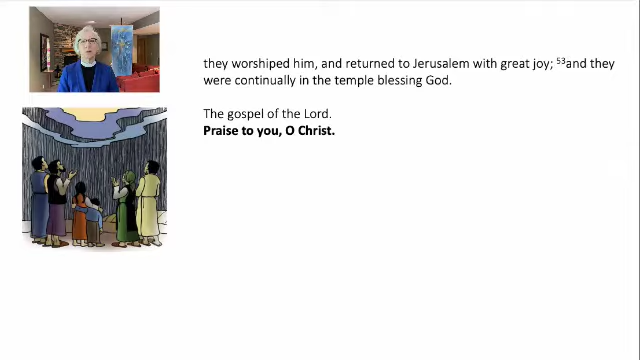 they worshiped him, and returned to Jerusalem with great joy; ⁵³and they
were continually in the temple blessing God.
The gospel of the Lord.
Praise to you, O Christ.